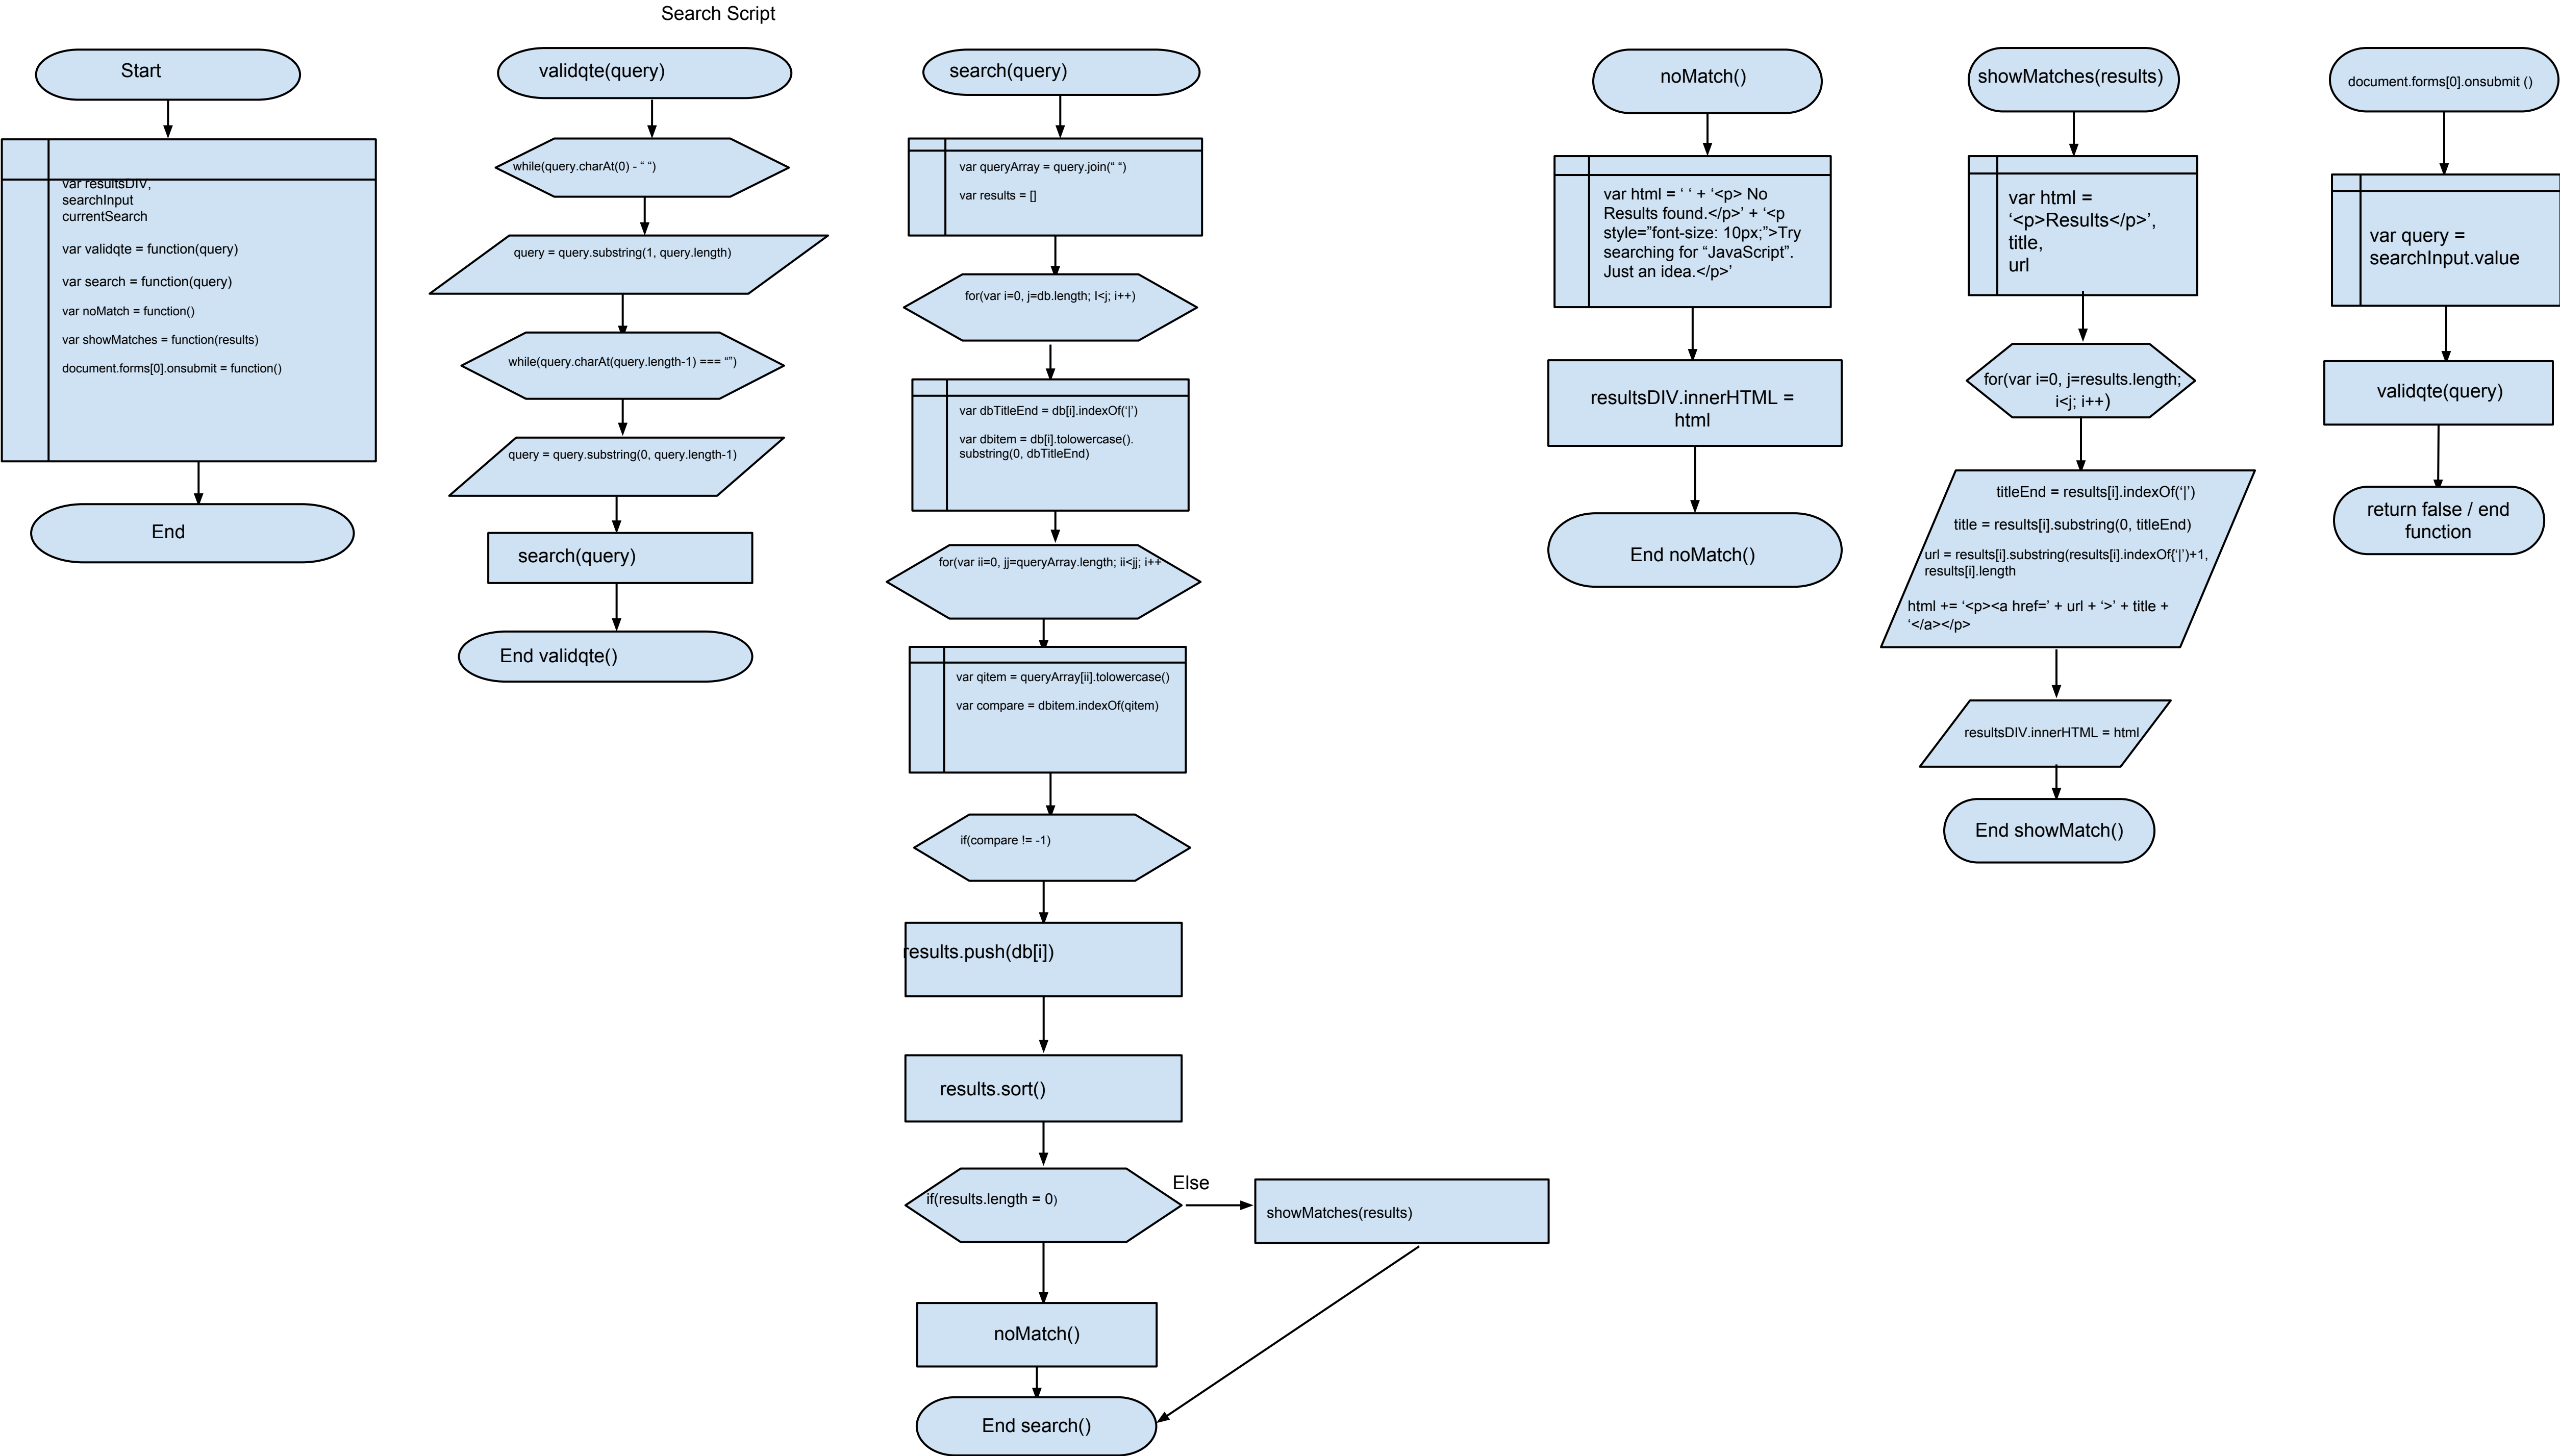 Search Script
Start
var resultsDIV,
searchInput
currentSearch
var validqte = function(query)
var search = function(query)
var noMatch = function()
var showMatches = function(results)
document.forms[0].onsubmit = function()
End
validqte(query)
while(query.charAt(0) - “ “)
query = query.substring(1, query.length)
while(query.charAt(query.length-1) === “”)
query = query.substring(0, query.length-1)
search(query)
End validqte()
search(query)
var queryArray = query.join(“ “)
var results = []
for(var i=0, j=db.length; I<j; i++)
var dbTitleEnd = db[i].indexOf(‘|’)
var dbitem = db[i].tolowercase().
substring(0, dbTitleEnd)
for(var ii=0, jj=queryArray.length; ii<jj; i++
var qitem = queryArray[ii].tolowercase()
var compare = dbitem.indexOf(qitem)
if(compare != -1)
results.push(db[i])
results.sort()
if(results.length = 0)
Else
showMatches(results)
noMatch()
End search()
noMatch()
var html = ‘ ‘ + ‘<p> No
Results found.</p>’ + ‘<p
style=”font-size: 10px;”>Try
searching for “JavaScript”.
Just an idea.</p>’
resultsDIV.innerHTML =
html
End noMatch()
showMatches(results)
var html =
‘<p>Results</p>’,
title,
url
for(var i=0, j=results.length;
i<j; i++)
titleEnd = results[i].indexOf(‘|’)
title = results[i].substring(0, titleEnd)
url = results[i].substring(results[i].indexOf{‘|’)+1,
results[i].length
html += ‘<p><a href=’ + url + ‘>’ + title +
‘</a></p>
resultsDIV.innerHTML = html
End showMatch()
document.forms[0].onsubmit ()
var query =
searchInput.value
validqte(query)
return false / end
function